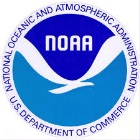 NATIONAL OCEANIC AND ATMOSPHERIC ADMINISTRATION
NOAA
U.S. DEPARTMENT OF COMMERCE